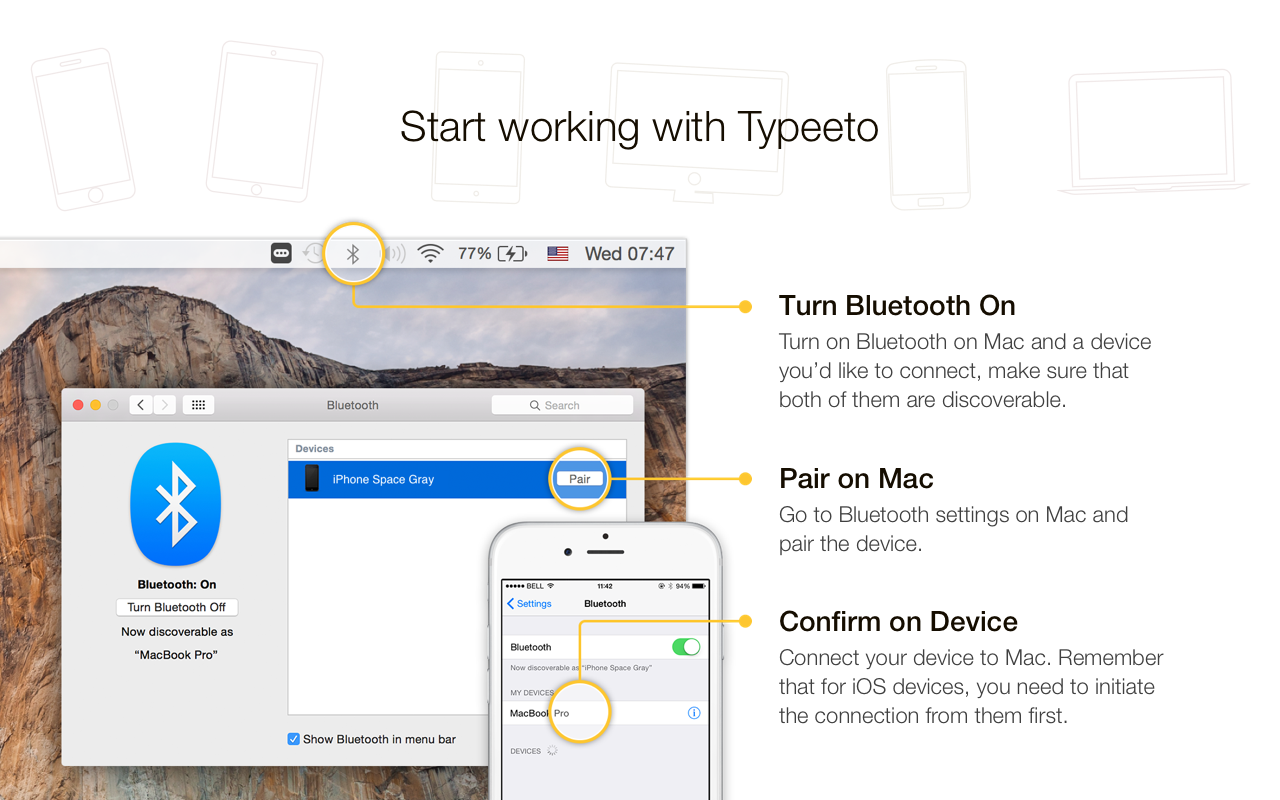 Start working with Typeeto
77%
Wed 07:47
Turn Bluetooth On
Turn on Bluetooth on Mac and a device
you’d like to connect, make sure that
both of them are discoverable.
Bluetooth
Search
Devices
iPhone Space Gray
Pair
Bluetooth: On
Turn Bluetooth Off
Now discoverable as
“MacBook Pro”
Show Bluetooth in menu bar
Pair on Mac
Go to Bluetooth settings on Mac and
pair the device.
BELL
11:42
94%
Settings
Bluetooth
Bluetooth
Now discoverable as “iPhone Space Gray”
MY DEVICES
MacBook Pro
DEVICES
Confirm on Device
Connect your device to Mac. Remember
that for iOS devices, you need to initiate
the connection from them first.